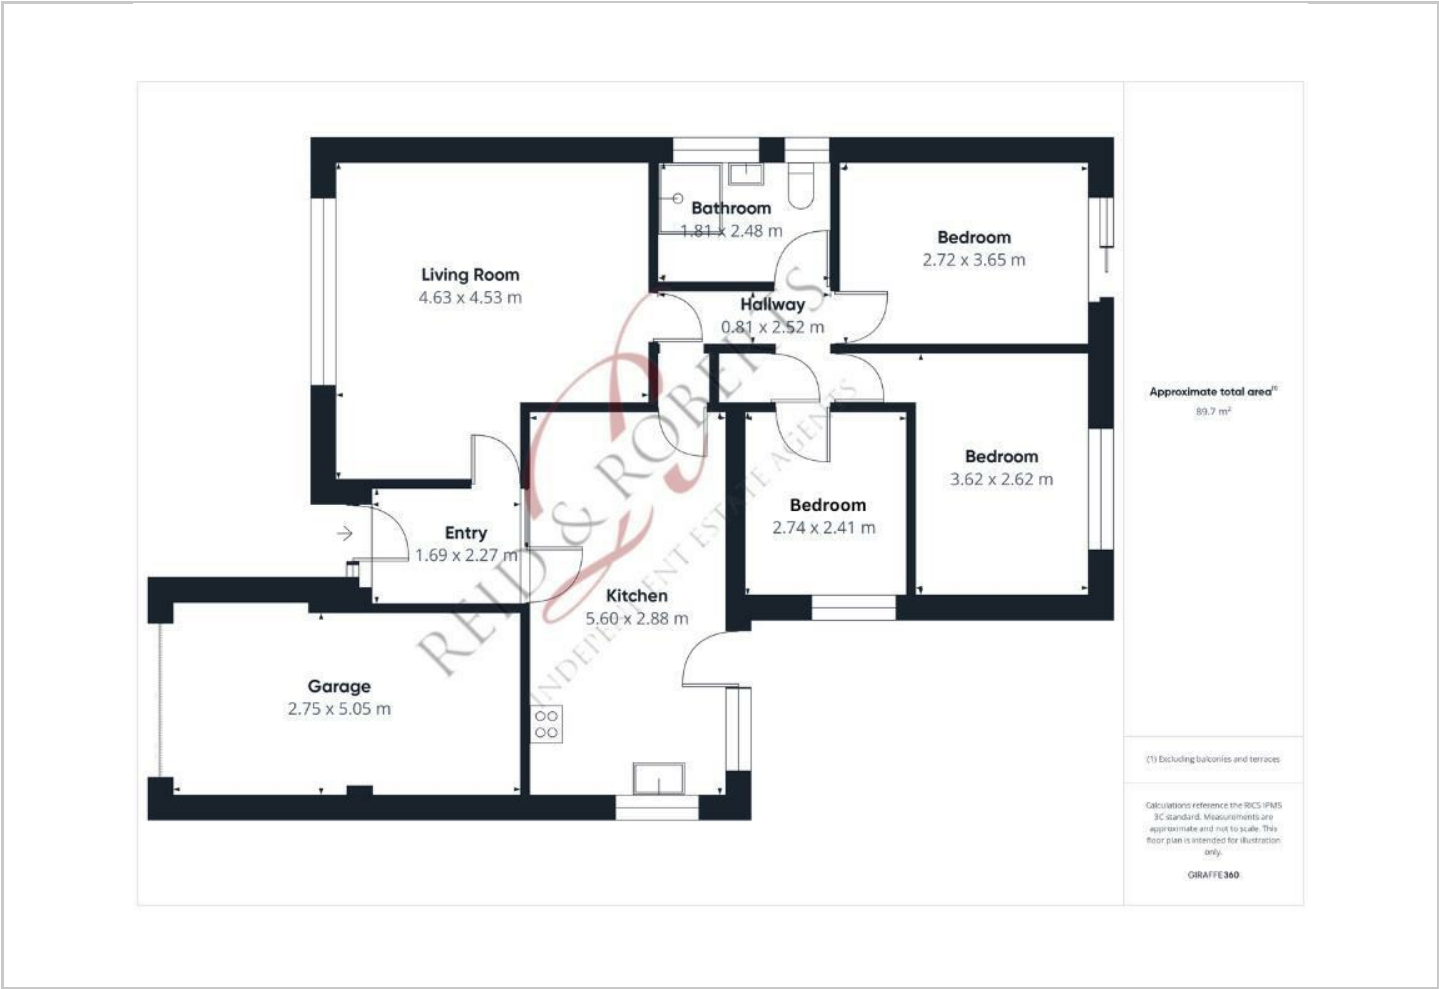 Living Room
4.63 x 4.53 m
Bathroom
1.81 x 2.48 m
Bedroom
2.72 x 3.65 m
Hallway
0.81 x 2.52 m
Bedroom
3.62 x 2.62 m
Bedroom
2.74 x 2.41 m
Entry
1.69 x 2.27 m
Kitchen
5.60 x 2.88 m
Garage
2.75 x 5.05 m
REID & ROBERTS
INDEPENDENT ESTATE AGENTS
Approximate total area(1)
89.7 m²
(1) Excluding balconies and terraces
Calculations reference the RICS IPMS
3C standard. Measurements are
approximate and not to scale. This
floor plan is intended for illustration
only.
GIRAFFE360